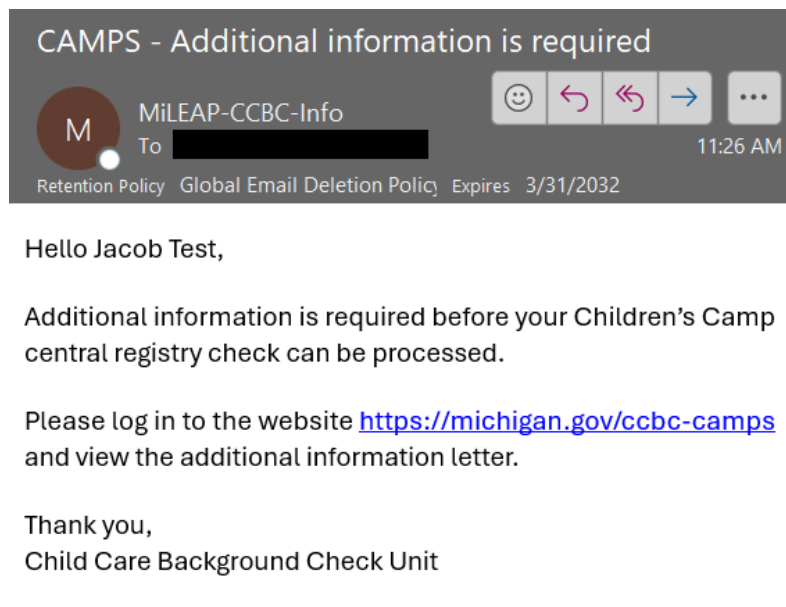 CAMPS - Additional information is required
M
MiLEAP-CCBC-Info
To
11:26 AM
Retention Policy Global Email Deletion Policy Expires 3/31/2032
Hello Jacob Test,
Additional information is required before your Children’s Camp
central registry check can be processed.
Please log in to the website https://michigan.gov/ccbc-camps
and view the additional information letter.
Thank you,
Child Care Background Check Unit